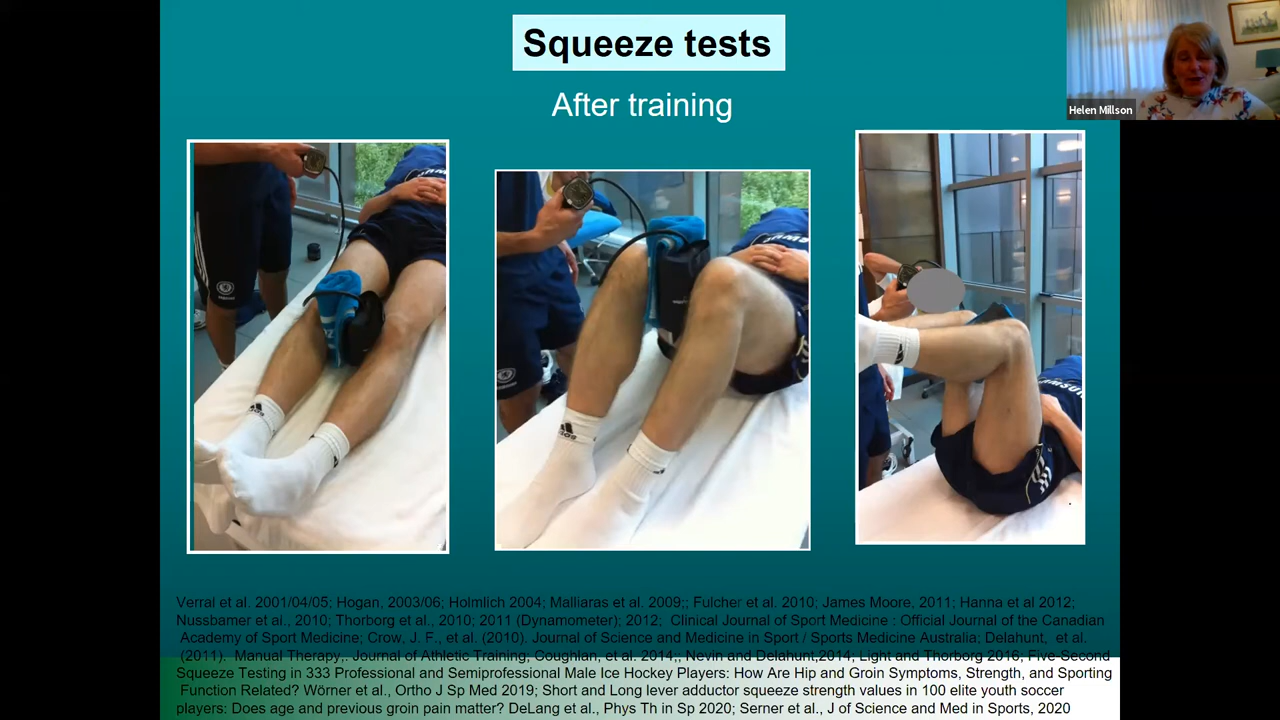 Squeeze tests
After training
Helen Millson
Verral et al. 2001/04/05; Hogan, 2003/06; Holmlich 2004; Malliaras et al. 2009;; Fulcher et al. 2010; James Moore, 2011; Hanna et al 2012;
Nussbamer et al., 2010; Thorborg et al., 2010; 2011 (Dynamometer); 2012;  Clinical Journal of Sport Medicine : Official Journal of the Canadian
Academy of Sport Medicine; Crow, J. F., et al. (2010). Journal of Science and Medicine in Sport / Sports Medicine Australia; Delahunt,  et al.
(2011).  Manual Therapy,. Journal of Athletic Training; Coughlan, et al. 2014;; Nevin and Delahunt,2014; Light and Thorborg 2016; Five-Second
Squeeze Testing in 333 Professional and Semiprofessional Male Ice Hockey Players: How Are Hip and Groin Symptoms, Strength, and Sporting
Function Related? Wörner et al., Ortho J Sp Med 2019; Short and Long lever adductor squeeze strength values in 100 elite youth soccer
players: Does age and previous groin pain matter? DeLang et al., Phys Th in Sp 2020; Serner et al., J of Science and Med in Sports, 2020